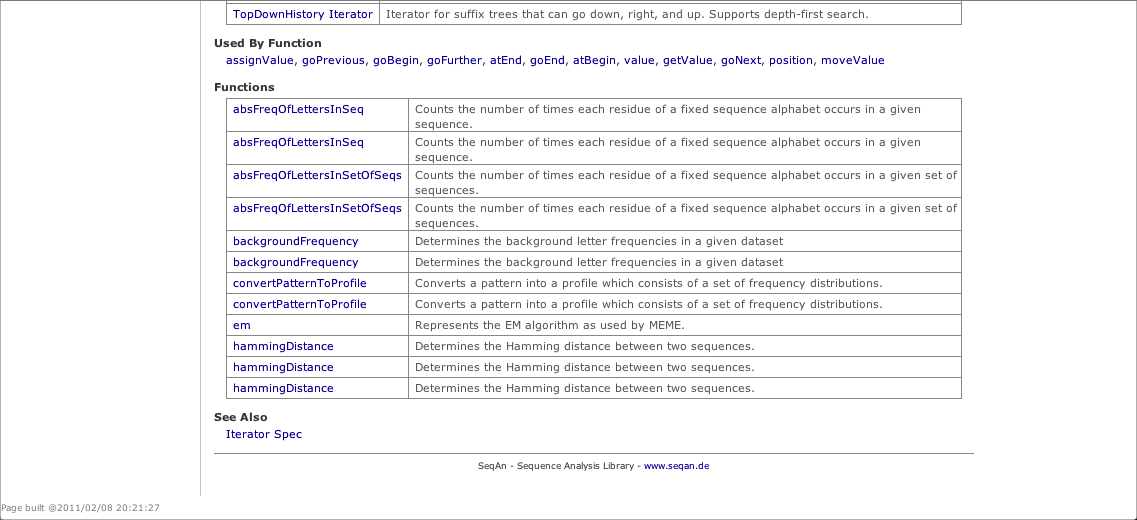 TopDownHistory Iterator Iterator for suffix trees that can go down, right, and up. Supports depth-first search.
Used By Function
assignValue, goPrevious, goBegin, goFurther, atEnd, goEnd, atBegin, value, getValue, goNext, position, moveValue
Functions
absFreqOfLettersInSeq Counts the number of times each residue of a fixed sequence alphabet occurs in a given
sequence.
absFreqOfLettersInSeq Counts the number of times each residue of a fixed sequence alphabet occurs in a given
sequence.
absFreqOfLettersInSetOfSeqs Counts the number of times each residue of a fixed sequence alphabet occurs in a given set of
sequences.
absFreqOfLettersInSetOfSeqs Counts the number of times each residue of a fixed sequence alphabet occurs in a given set of
sequences.
backgroundFrequency Determines the background letter frequencies in a given dataset
backgroundFrequency Determines the background letter frequencies in a given dataset
convertPatternToProfile Converts a pattern into a profile which consists of a set of frequency distributions.
convertPatternToProfile Converts a pattern into a profile which consists of a set of frequency distributions.
em Represents the EM algorithm as used by MEME.
hammingDistance Determines the Hamming distance between two sequences.
hammingDistance Determines the Hamming distance between two sequences.
hammingDistance Determines the Hamming distance between two sequences.
See Also
Iterator Spec
SeqAn - Sequence Analysis Library - www.seqan.de
Page built @2011/02/08 20:21:27